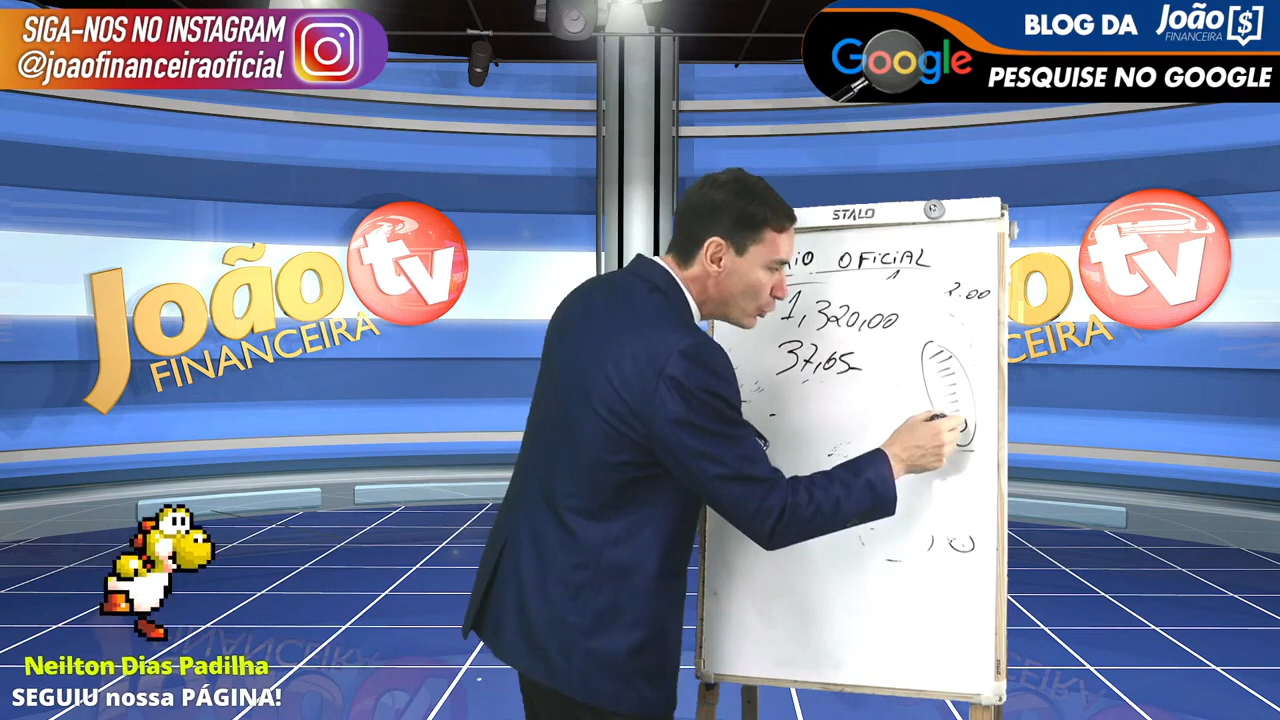 SIGA-NOS NO INSTAGRAM
@joaofinanceiraoficial
Google
BLOG DA João FINANCEIRA
PESQUISE NO GOOGLE
João tv
FINANCEIRA
STALO
OFICIAL
1,320,00
37,65
2.00
tv
Neilton Dias Padilha
SEGUIU nossa PÁGINA!